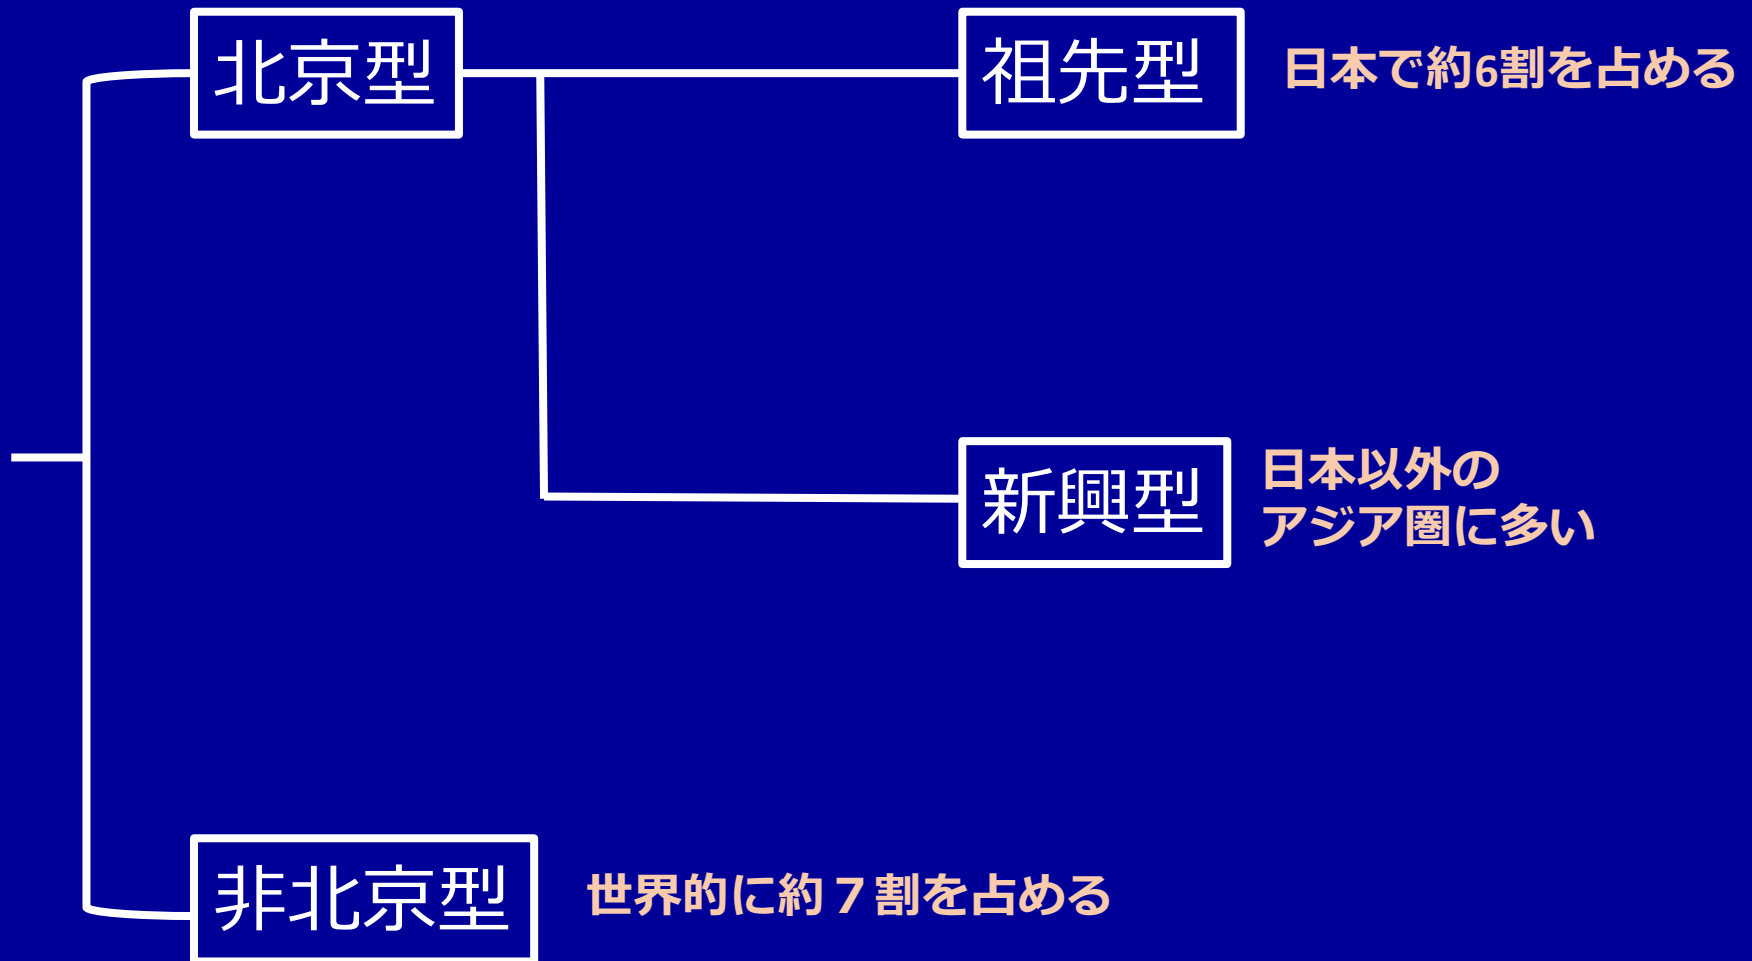 北京型
祖先型
日本で約6割を占める
新興型
日本以外の
アジア圏に多い
非北京型
世界的に約７割を占める